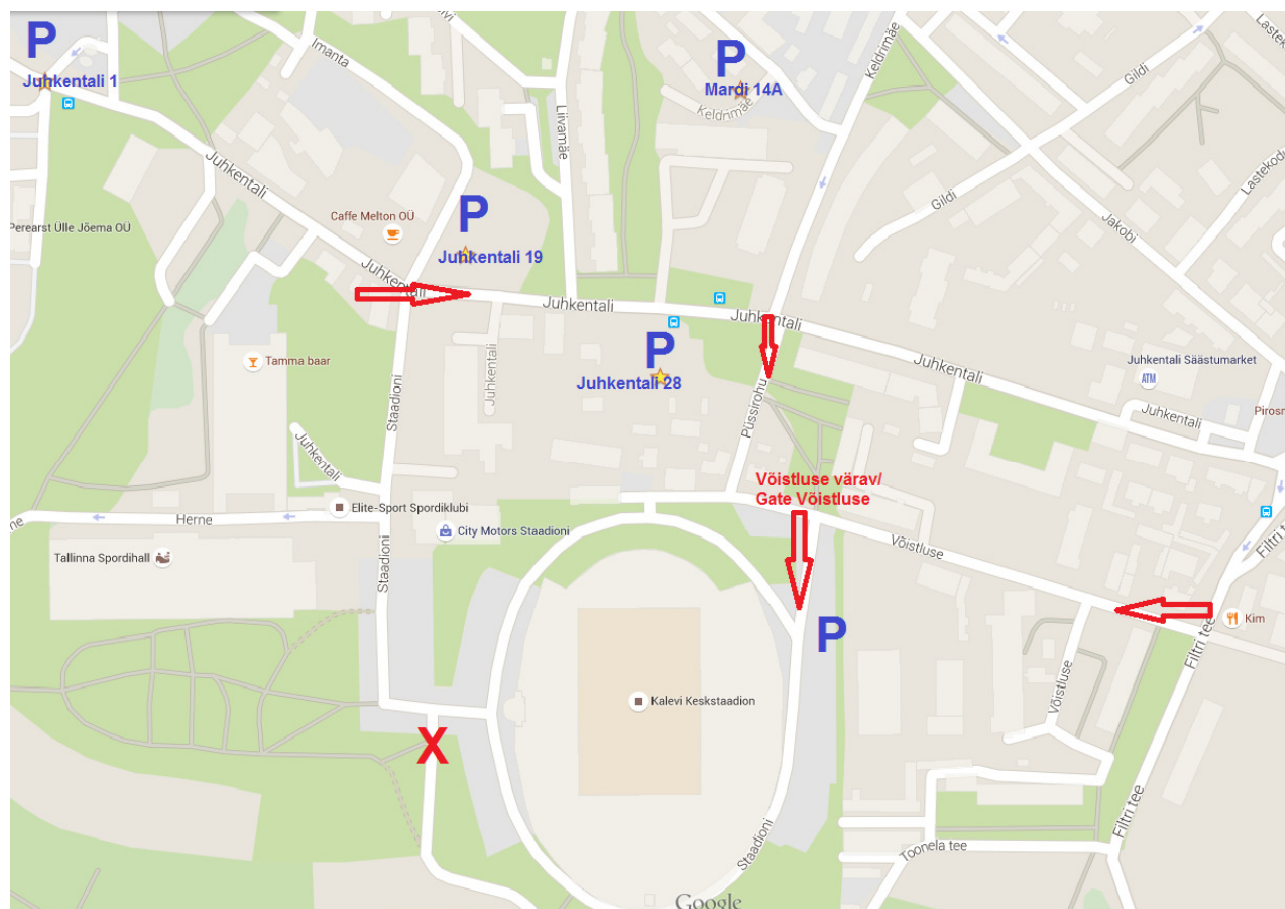 P
Juhkentali 1
Imanta
Liivamäe
P
Mardi 14A
Keldrimäe
Keldrimäe
Gildi
Gildi
Jakobi
Juhkentali
Perearst Ülle Jõema OÜ
Caffe Melton OÜ
P
Juhkentali 19
Juhkentali
Juhkentali
Juhkentali
Juhkentali
P
Juhkentali 28
Juhkentali
Püssirohu
Juhkentali Säästumarket
ATM
Juhkentali
Tamma baar
Staadioni
Juhkentali
Võistluse värav/
Gate Võistluse
Elite-Sport Spordiklubi
Herne
City Motors Staadioni
Võistluse
Tallinna Spordihall
Staadioni
P
Kim
Filtri tee
Võistluse
Kalevi Keskstaadion
X
Staadioni
Filtri tee
Toonela tee
Google